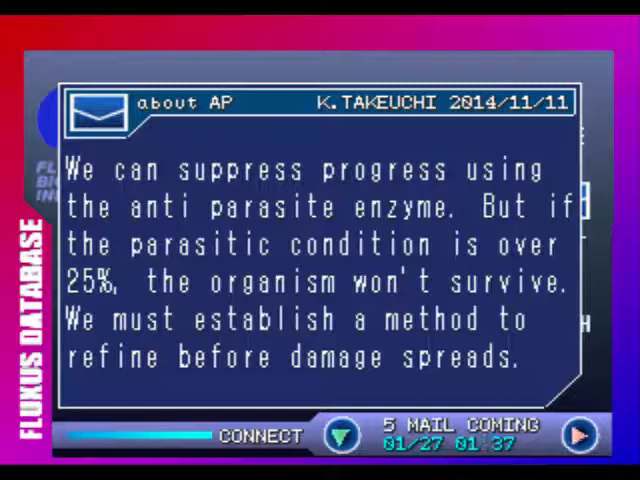 about AP K.TAKEUCHI 2014/11/11
We can suppress progress using
the anti parasite enzyme. But if
the parasitic condition is over
25%, the organism won't survive.
We must establish a method to
refine before damage spreads.
FLUXUS DATABASE
CONNECT
5 MAIL COMING
01/27 01:37